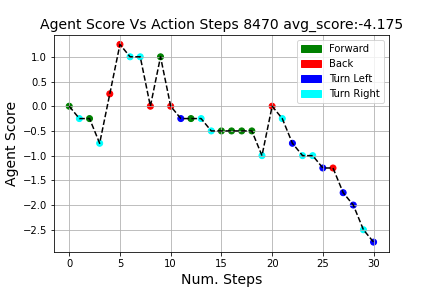 Agent Score Vs Action Steps 8470 avg_score:-4.175
Forward
Back
Turn Left
Turn Right
1.0
0.5
0.0
−0.5
−1.0
−1.5
−2.0
−2.5
Agent Score
0 5 10 15 20 25 30
Num. Steps